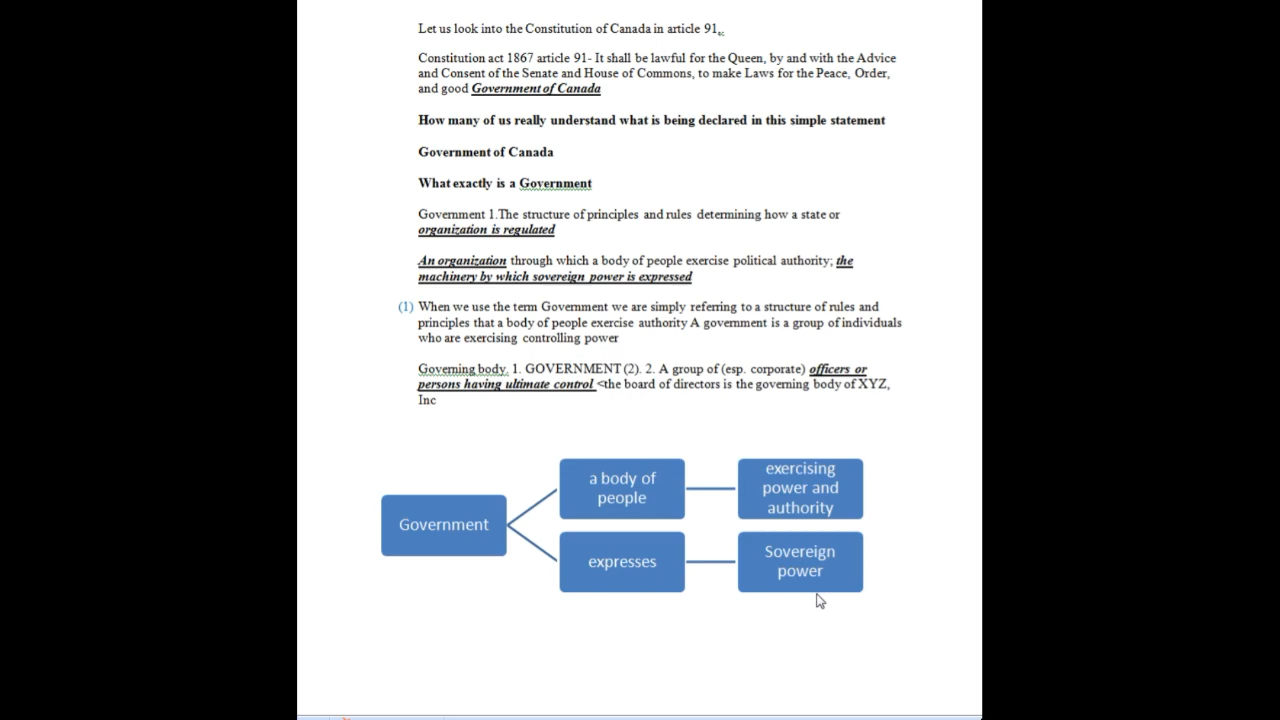 Let us look into the Constitution of Canada in article 91.
Constitution act 1867 article 91- It shall be lawful for the Queen, by and with the Advice
and Consent of the Senate and House of Commons, to make Laws for the Peace, Order,
and good Government of Canada
How many of us really understand what is being declared in this simple statement
Government of Canada
What exactly is a Government
Government 1.The structure of principles and rules determining how a state or
organization is regulated
An organization through which a body of people exercise political authority; the
machinery by which sovereign power is expressed
(1) When we use the term Government we are simply referring to a structure of rules and
principles that a body of people exercise authority A government is a group of individuals
who are exercising controlling power
Governing body. 1. GOVERNMENT (2). 2. A group of (esp. corporate) officers or
persons having ultimate control <the board of directors is the governing body of XYZ,
Inc
Government
a body of
people
exercising
power and
authority
expresses
Sovereign
power